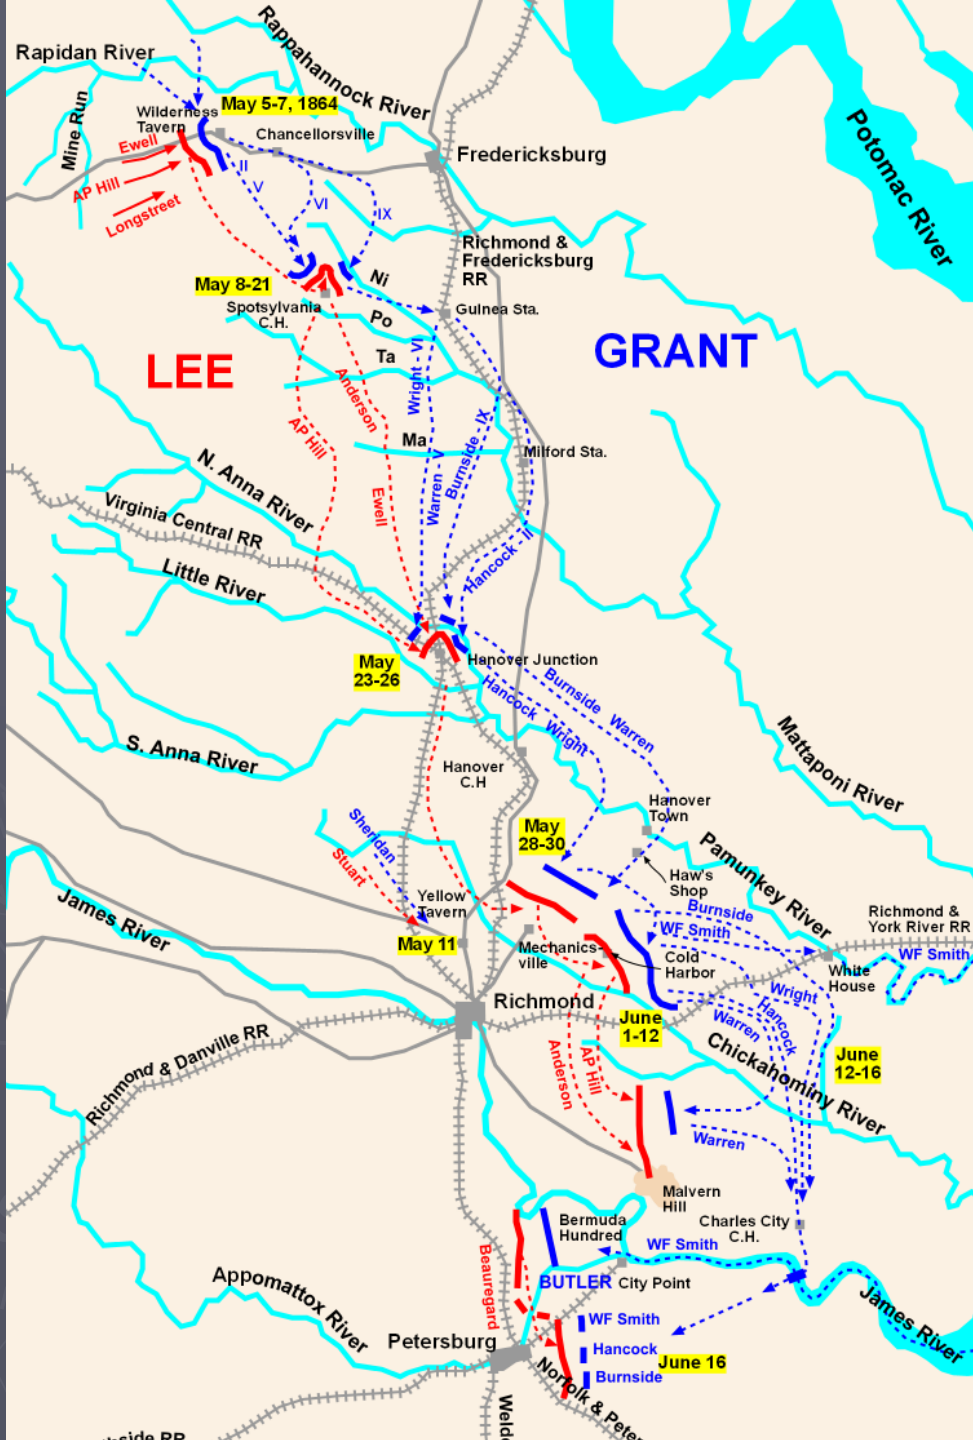 Rapidan River
Rappahannock River
Mine Run
Wilderness
Tavern
May 5-7, 1864
Chancellorsville
Fredericksburg
Potomac River
Ewell
AP Hill
Longstreet
II
V
VI
IX
Richmond &
Fredericksburg
RR
May 8-21
Ni
Spotsylvania
C.H.
Po
Guinea Sta.
Ta
LEE
GRANT
Wright - VI
Anderson
AP Hill
Burnside - IX
Ma
Milford Sta.
Warren - V
Ewell
N. Anna River
Virginia Central RR
Hancock - II
Little River
May
23-26
Hanover Junction
Hancock
Wright
Burnside
Warren
S. Anna River
Mattaponi River
Hanover
C.H
Hanover
Town
May
28-30
Sheridan
Stuart
Haw's
Shop
Pamunkey River
Yellow
Tavern
James River
May 11
Burnside
WF Smith
Richmond &
York River RR
WF Smith
Mechanics-
ville
Cold
Harbor
White
House
Richmond
Wright
Hancock
Warren
June
1-12
Richmond & Danville RR
Chickahominy River
June
12-16
Anderson
AP Hill
Warren
Malvern
Hill
Bermuda
Hundred
Charles City
C.H.
WF Smith
Beauregard
BUTLER
City Point
Appomattox River
James River
WF Smith
Petersburg
Hancock
June 16
Burnside
Norfolk & Peter
Weld
side RR